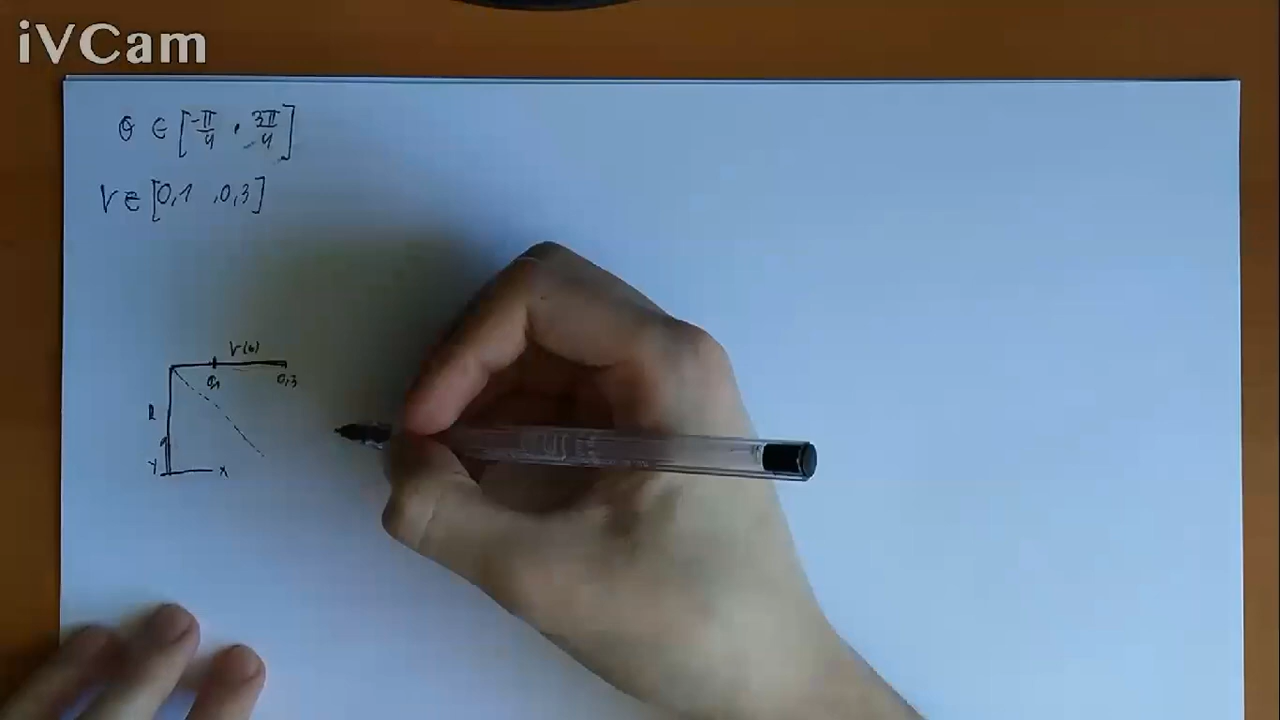 iVCam
θ ∈ [-π/4, 3π/4]
r ∈ [0,1 ,0,3]
r(t)
0,1 0,3
l
Y X